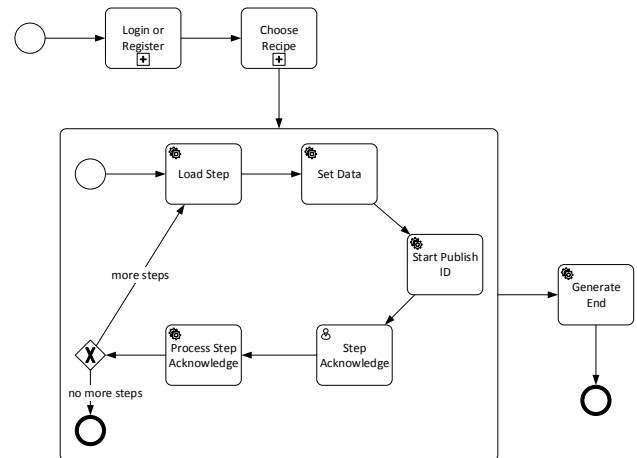 Login or
Register
Choose
Recipe
Load Step
Set Data
Start Publish
ID
more steps
Generate
End
Process Step
Acknowledge
Step
Acknowledge
X
no more steps